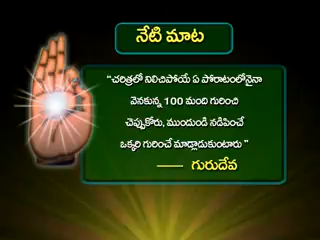 నేటి మాట
“చరిత్రలో నిలిచిపోయే ఏ పోరాటంలోనైనా
వెనకున్న 100 మంది గురించి
చెప్పుకోరు, ముందుండి నడిపించే
ఒక్కరి గురించే మాట్లాడుకుంటారు ”
—— గురుదేవ